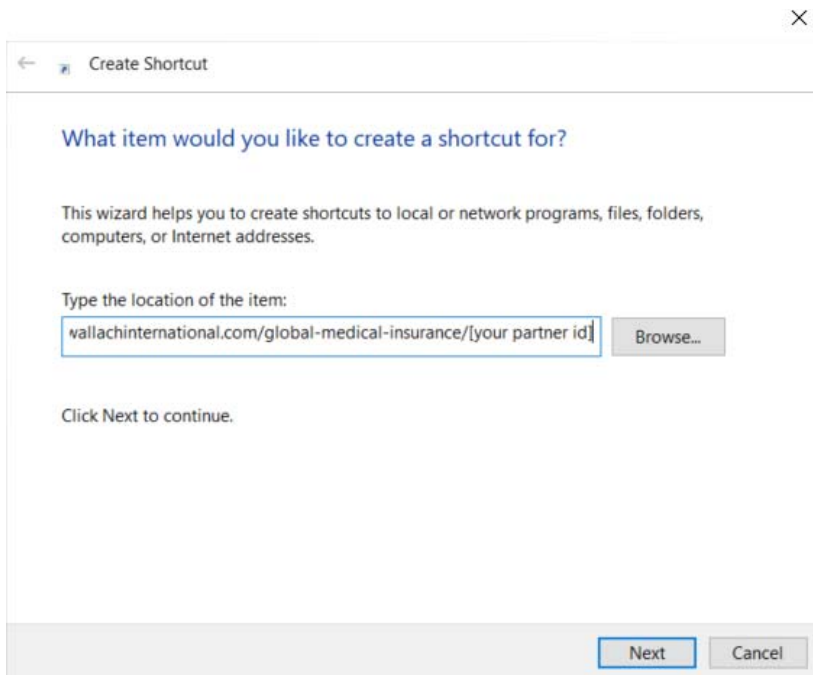 Create Shortcut
What item would you like to create a shortcut for?
This wizard helps you to create shortcuts to local or network programs, files, folders,
computers, or Internet addresses.
Type the location of the item:
wallachinternational.com/global-medical-insurance/[your partner id]
Browse...
Click Next to continue.
Next
Cancel